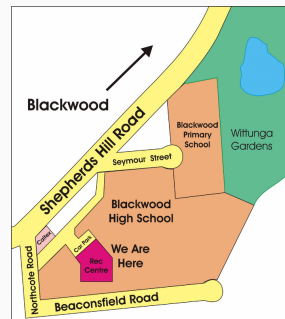 Blackwood
Shepherds Hill Road
Seymour Street
Blackwood
Primary
School
Wittunga
Gardens
Blackwood
High School
Caltex
Car Park
We Are
Here
Rec
Centre
Northcote Road
Beaconsfield Road